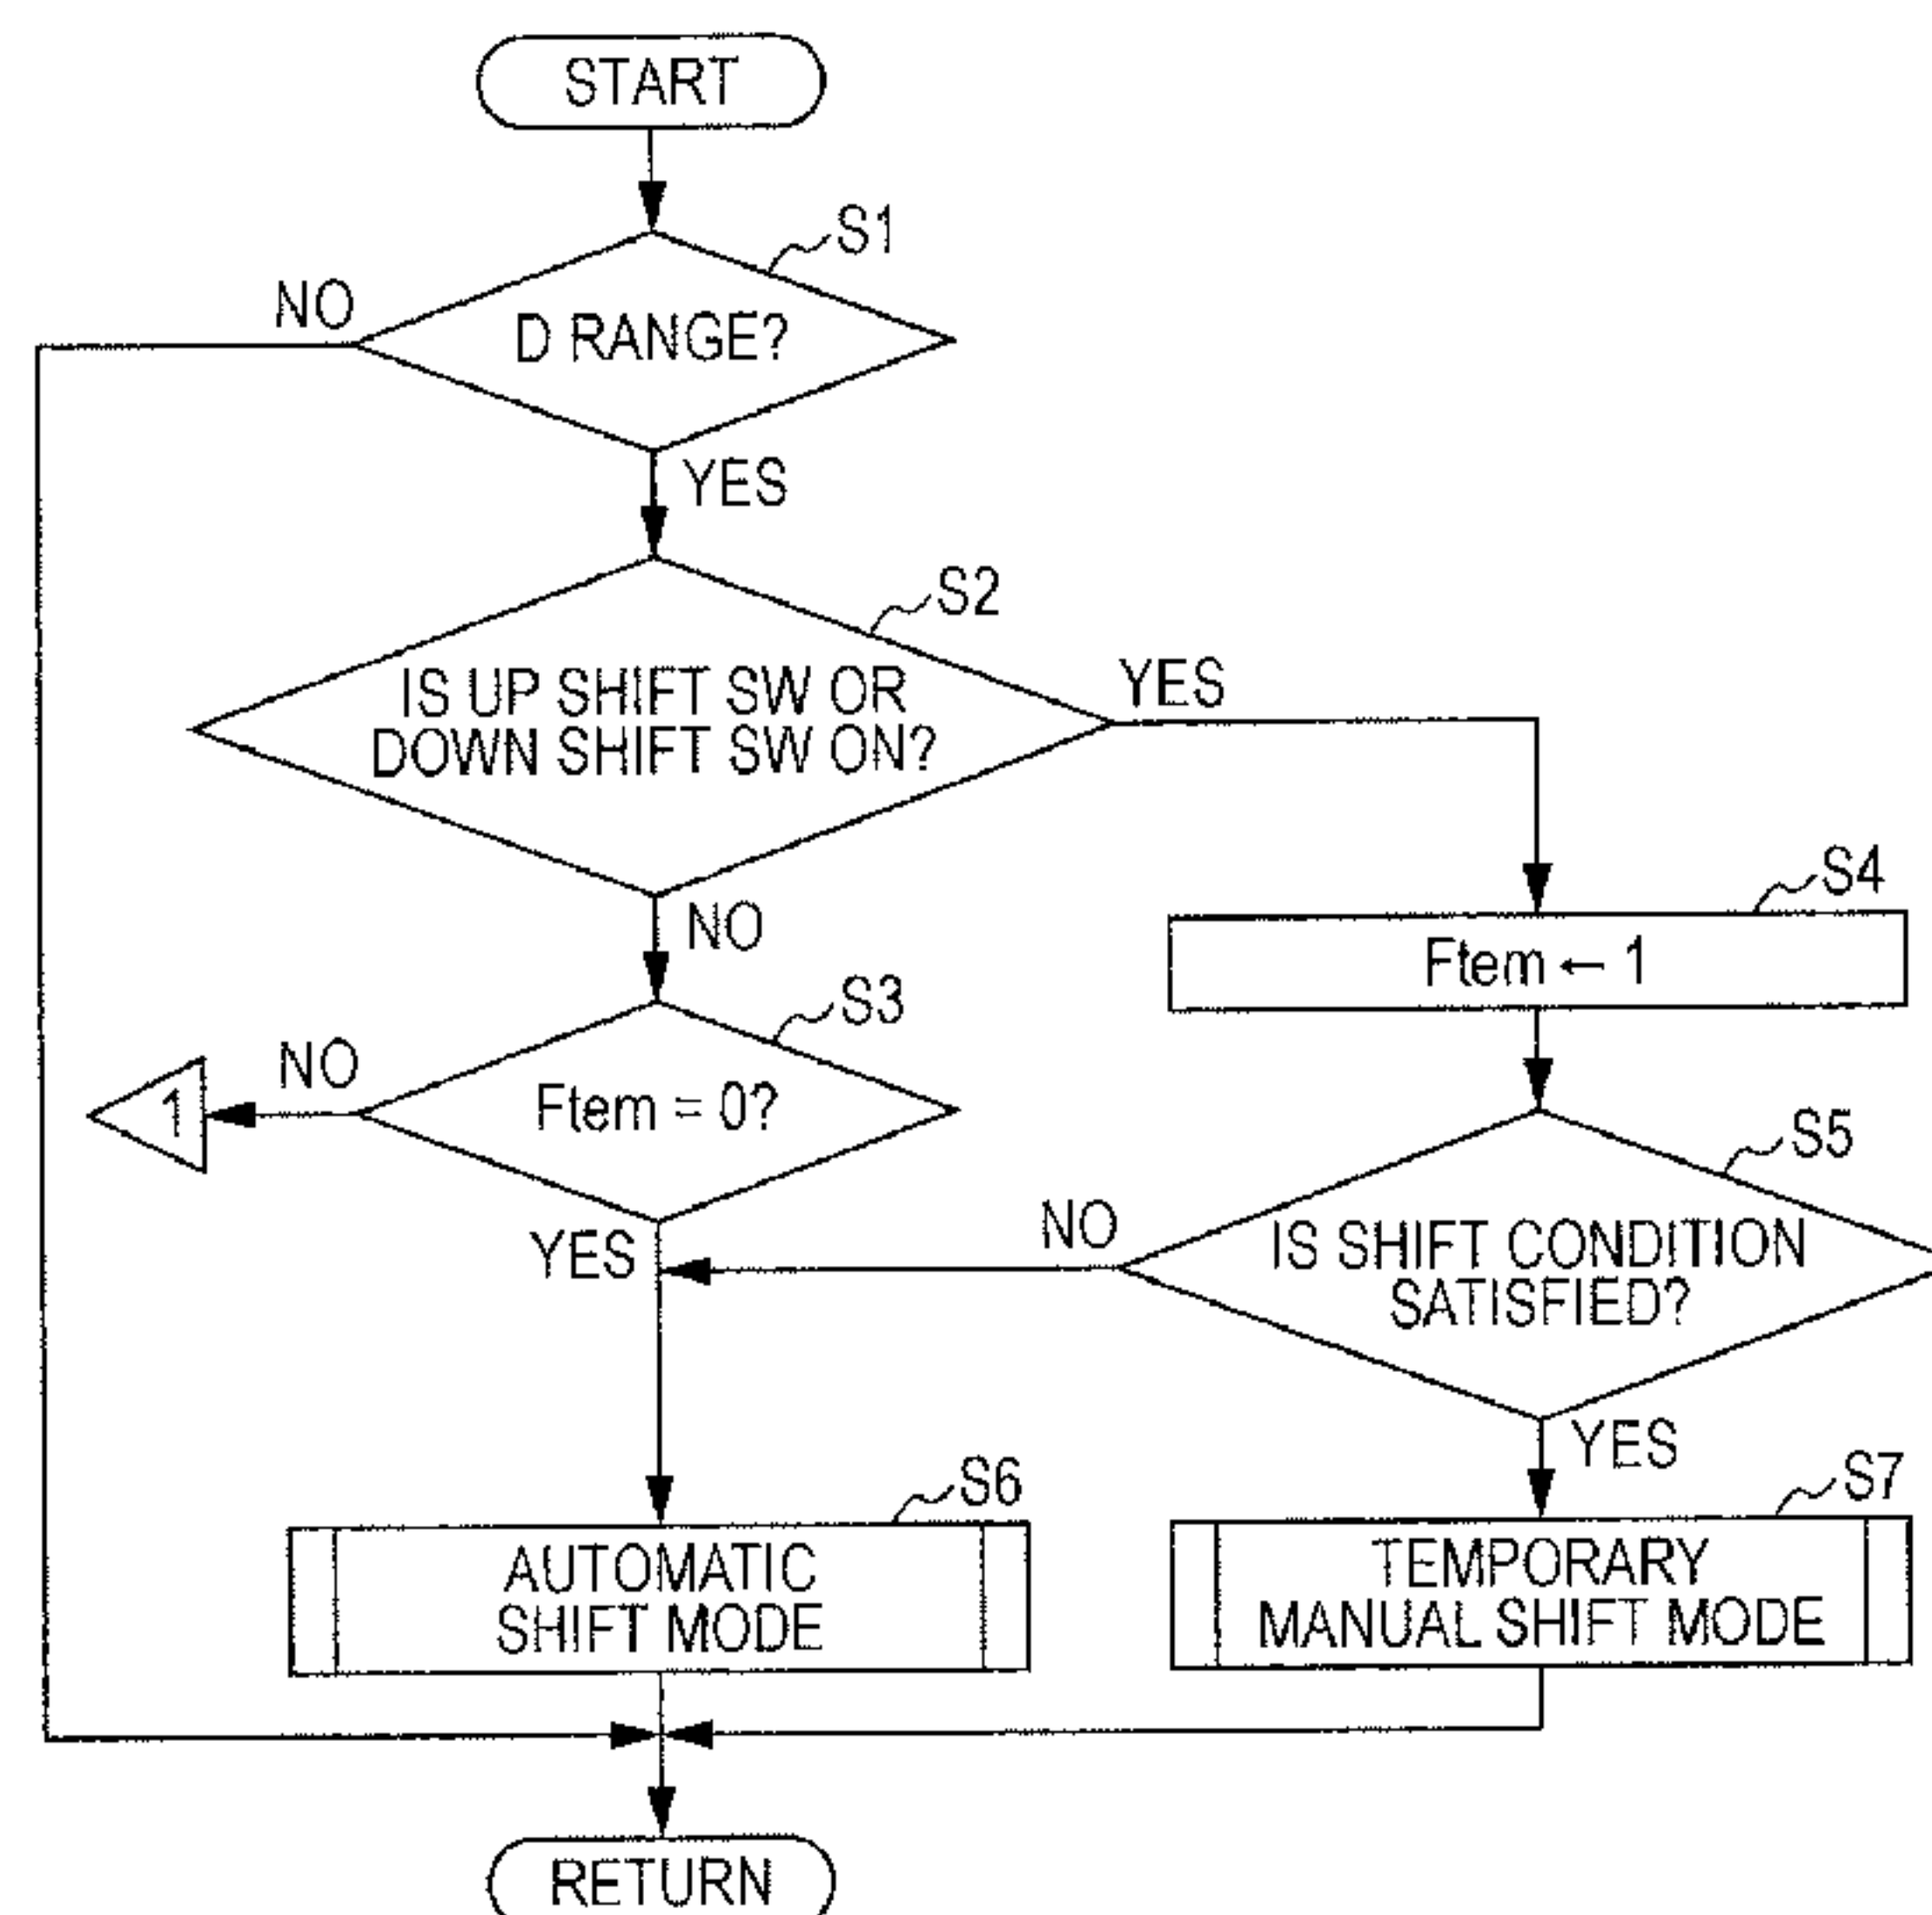 START
S1
NO
D RANGE?
YES
S2
IS UP SHIFT SW OR
DOWN SHIFT SW ON?
YES
S4
NO
Ftem ← 1
S3
NO
1
Ftem = 0?
S5
YES
NO
IS SHIFT CONDITION
SATISFIED?
YES
S6
S7
AUTOMATIC
SHIFT MODE
TEMPORARY
MANUAL SHIFT MODE
RETURN